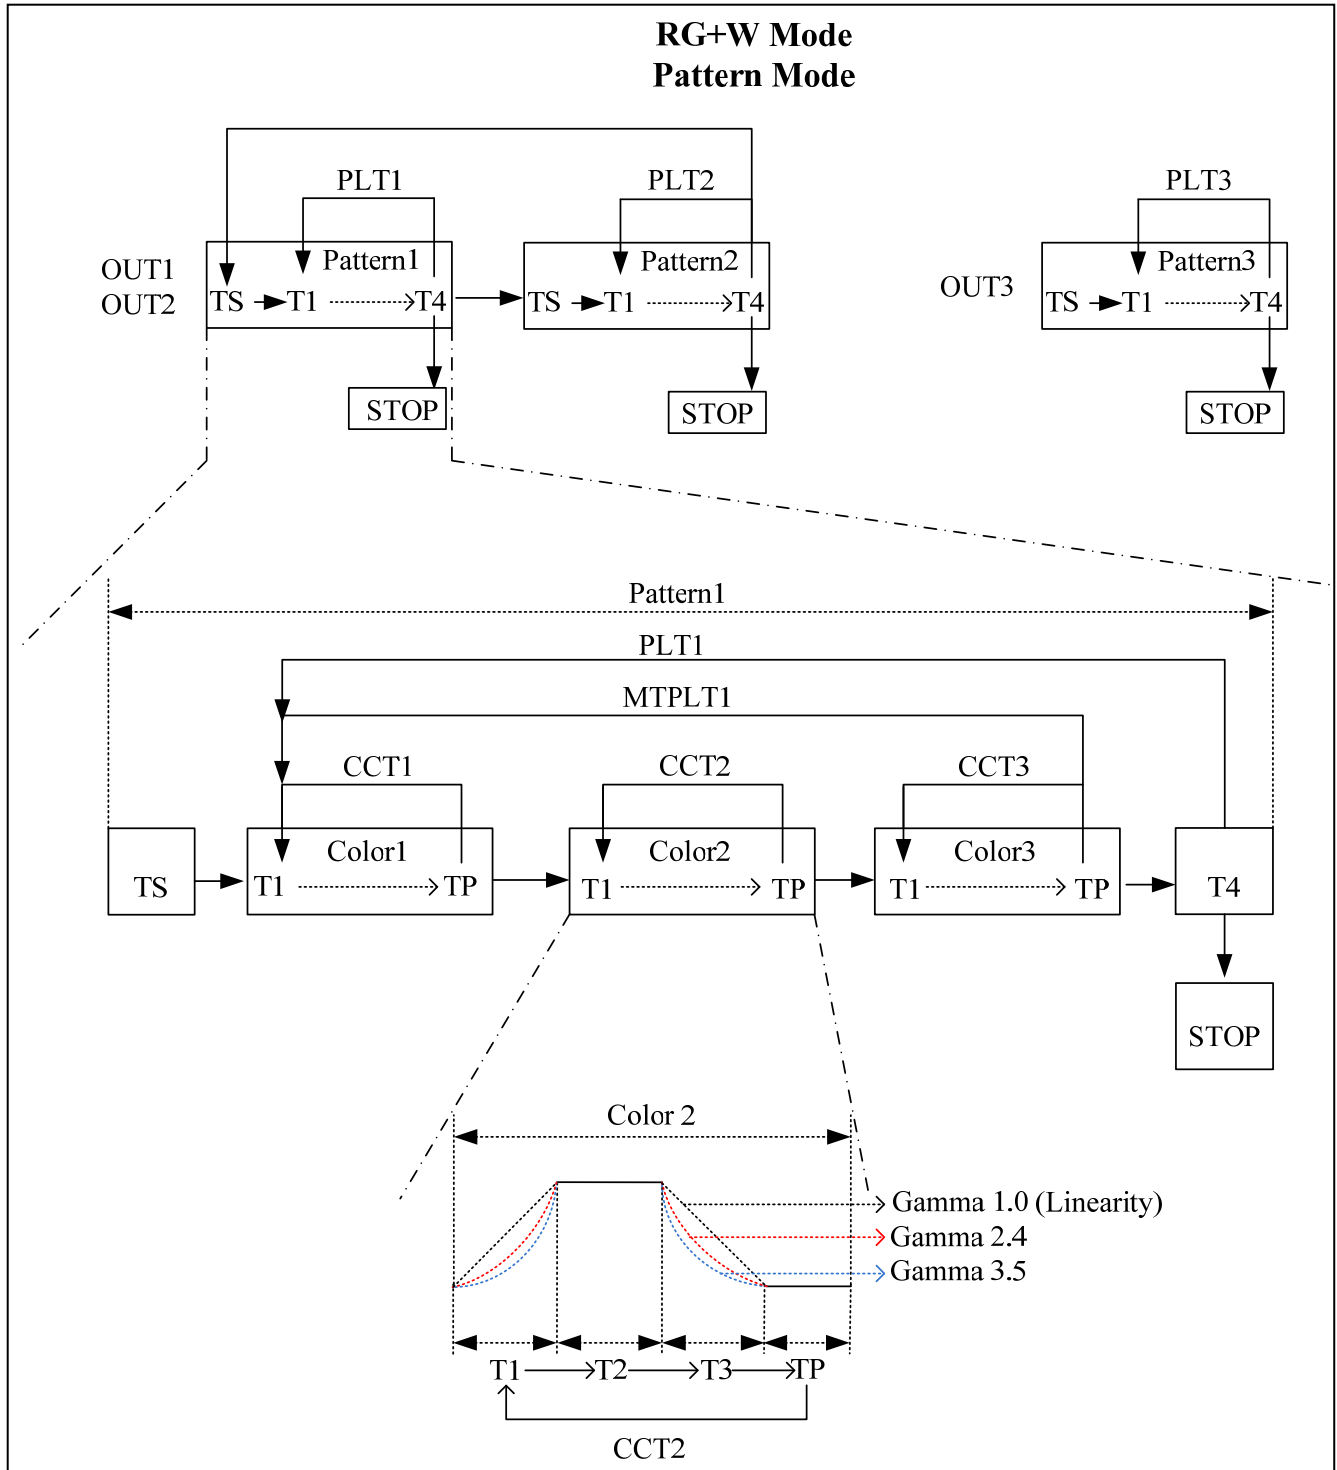 RG+W Mode
Pattern Mode
PLT1
PLT2
PLT3
OUT1
OUT2
Pattern1
TS T1 T4
Pattern2
TS T1 T4
OUT3
Pattern3
TS T1 T4
STOP
STOP
STOP
Pattern1
PLT1
MTPLT1
CCT1
CCT2
CCT3
TS
Color1
T1 TP
Color2
T1 TP
Color3
T1 TP
T4
STOP
Color 2
Gamma 1.0 (Linearity)
Gamma 2.4
Gamma 3.5
T1 T2 T3 TP
CCT2